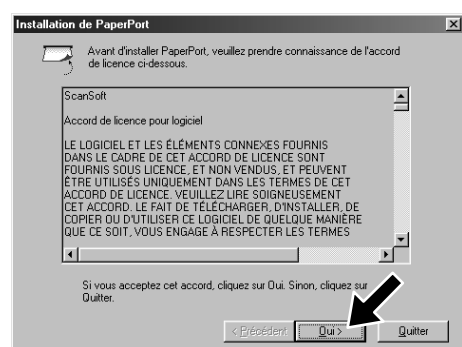 Installation de PaperPort
Avant d'installer PaperPort, veuillez prendre connaissance de l'accord
de licence ci-dessous.
ScanSoft
Accord de licence pour logiciel
LE LOGICIEL ET LES ÉLÉMENTS CONNEXES FOURNIS
DANS LE CADRE DE CET ACCORD DE LICENCE SONT
FOURNIS SOUS LICENCE, ET NON VENDUS, ET PEUVENT
ÊTRE UTILISÉS UNIQUEMENT DANS LES TERMES DE CET
ACCORD DE LICENCE. VEUILLEZ LIRE SOIGNEUSEMENT
CET ACCORD. LE FAIT DE TÉLÉCHARGER, D'INSTALLER, DE
COPIER OU D'UTILISER CE LOGICIEL DE QUELQUE MANIÈRE
QUE CE SOIT, VOUS ENGAGE À RESPECTER LES TERMES
Si vous acceptez cet accord, cliquez sur Oui. Sinon, cliquez sur
Quitter.
< Précédent Oui > Quitter